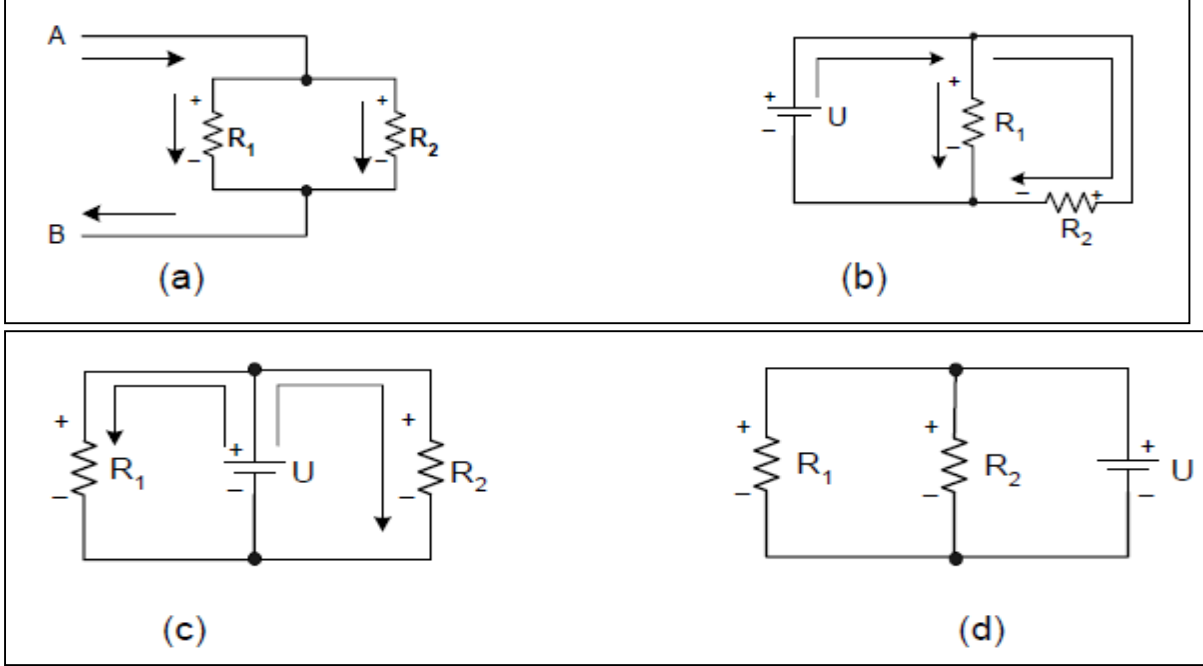 A
+ +
R1 R2
– –
B
(a)
+
+ U R1
– –
– +
R2
(b)
+ + +
R1 U R2
– – –
(c)
+ + +
R1 R2 U
– – –
(d)